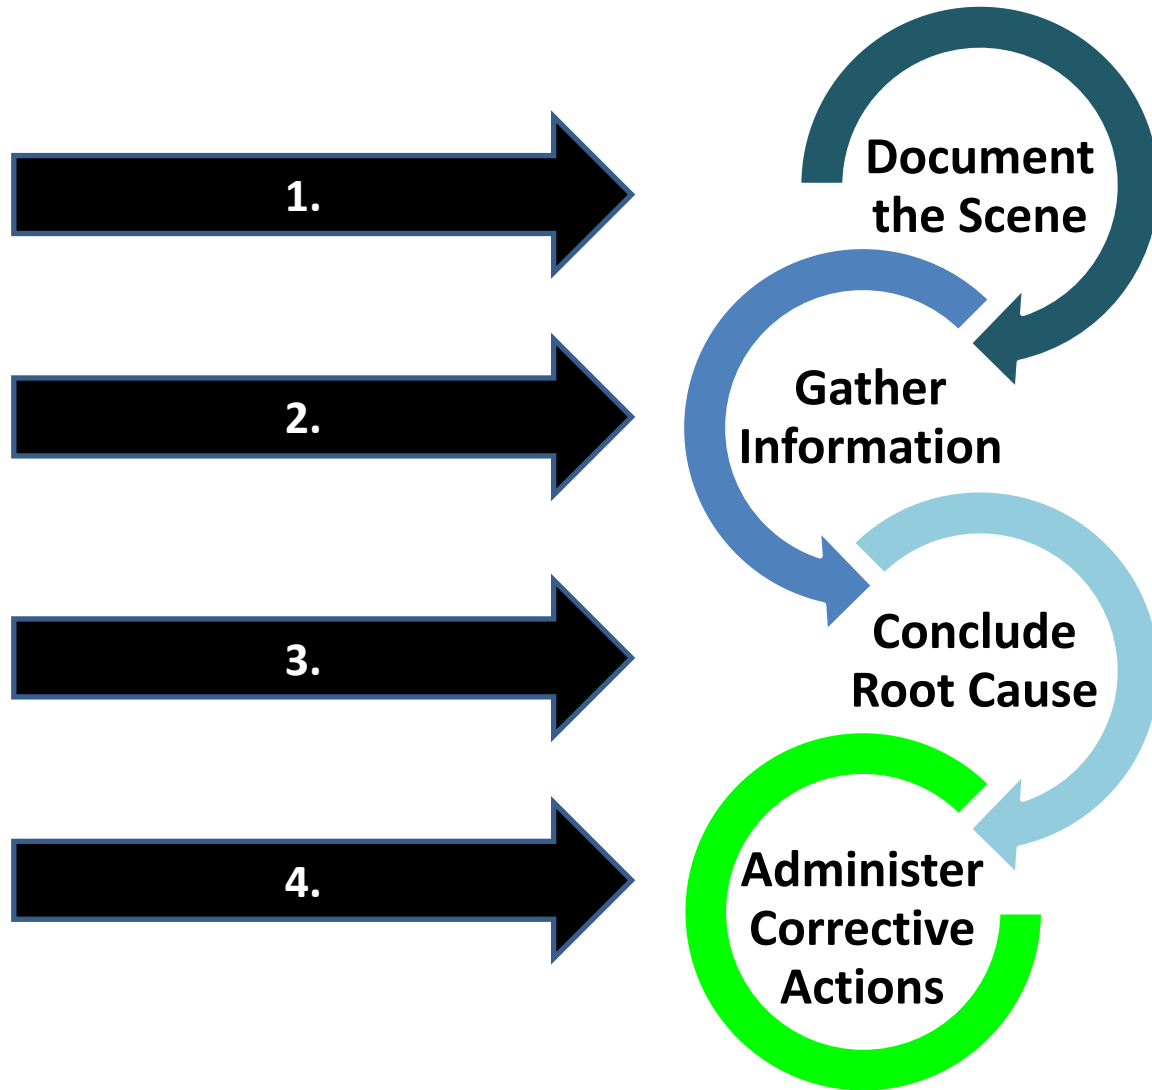 1.
Document
the Scene
2.
Gather
Information
3.
Conclude
Root Cause
4.
Administer
Corrective
Actions